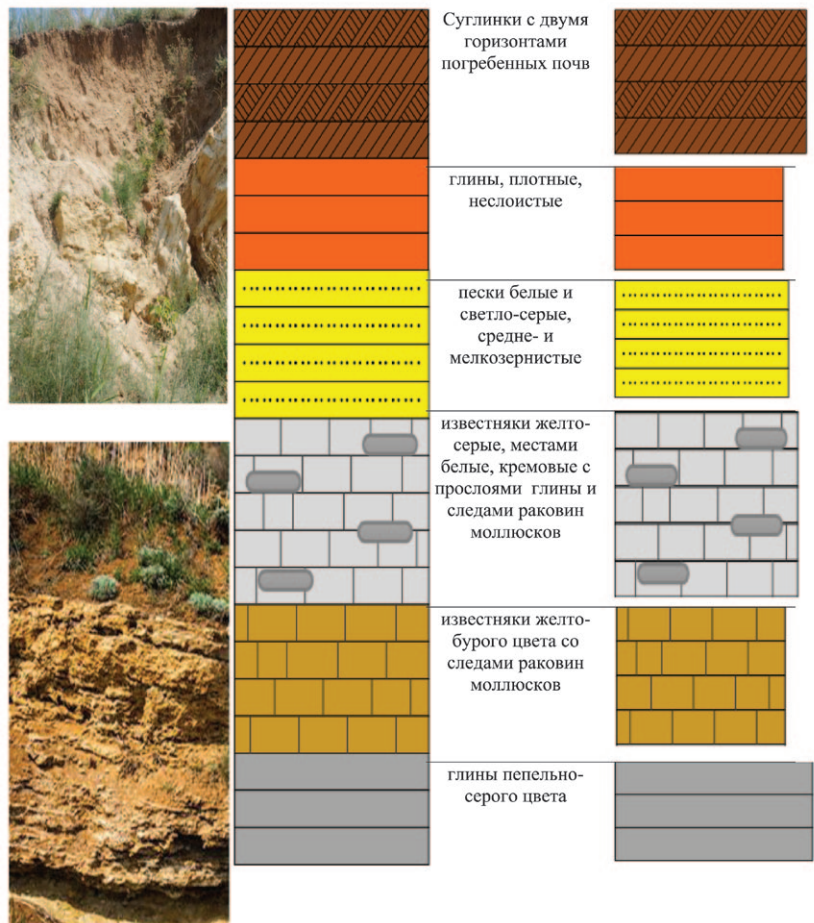 Суглинки с двумя
горизонтами
погребенных почв
глины, плотные,
неслоистые
пески белые и
светло-серые,
средне- и
мелкозернистые
известняки желто-
серые, местами
белые, кремовые с
прослоями глины и
следами раковин
моллюсков
известняки желто-
бурого цвета со
следами раковин
моллюсков
глины пепельно-
серого цвета